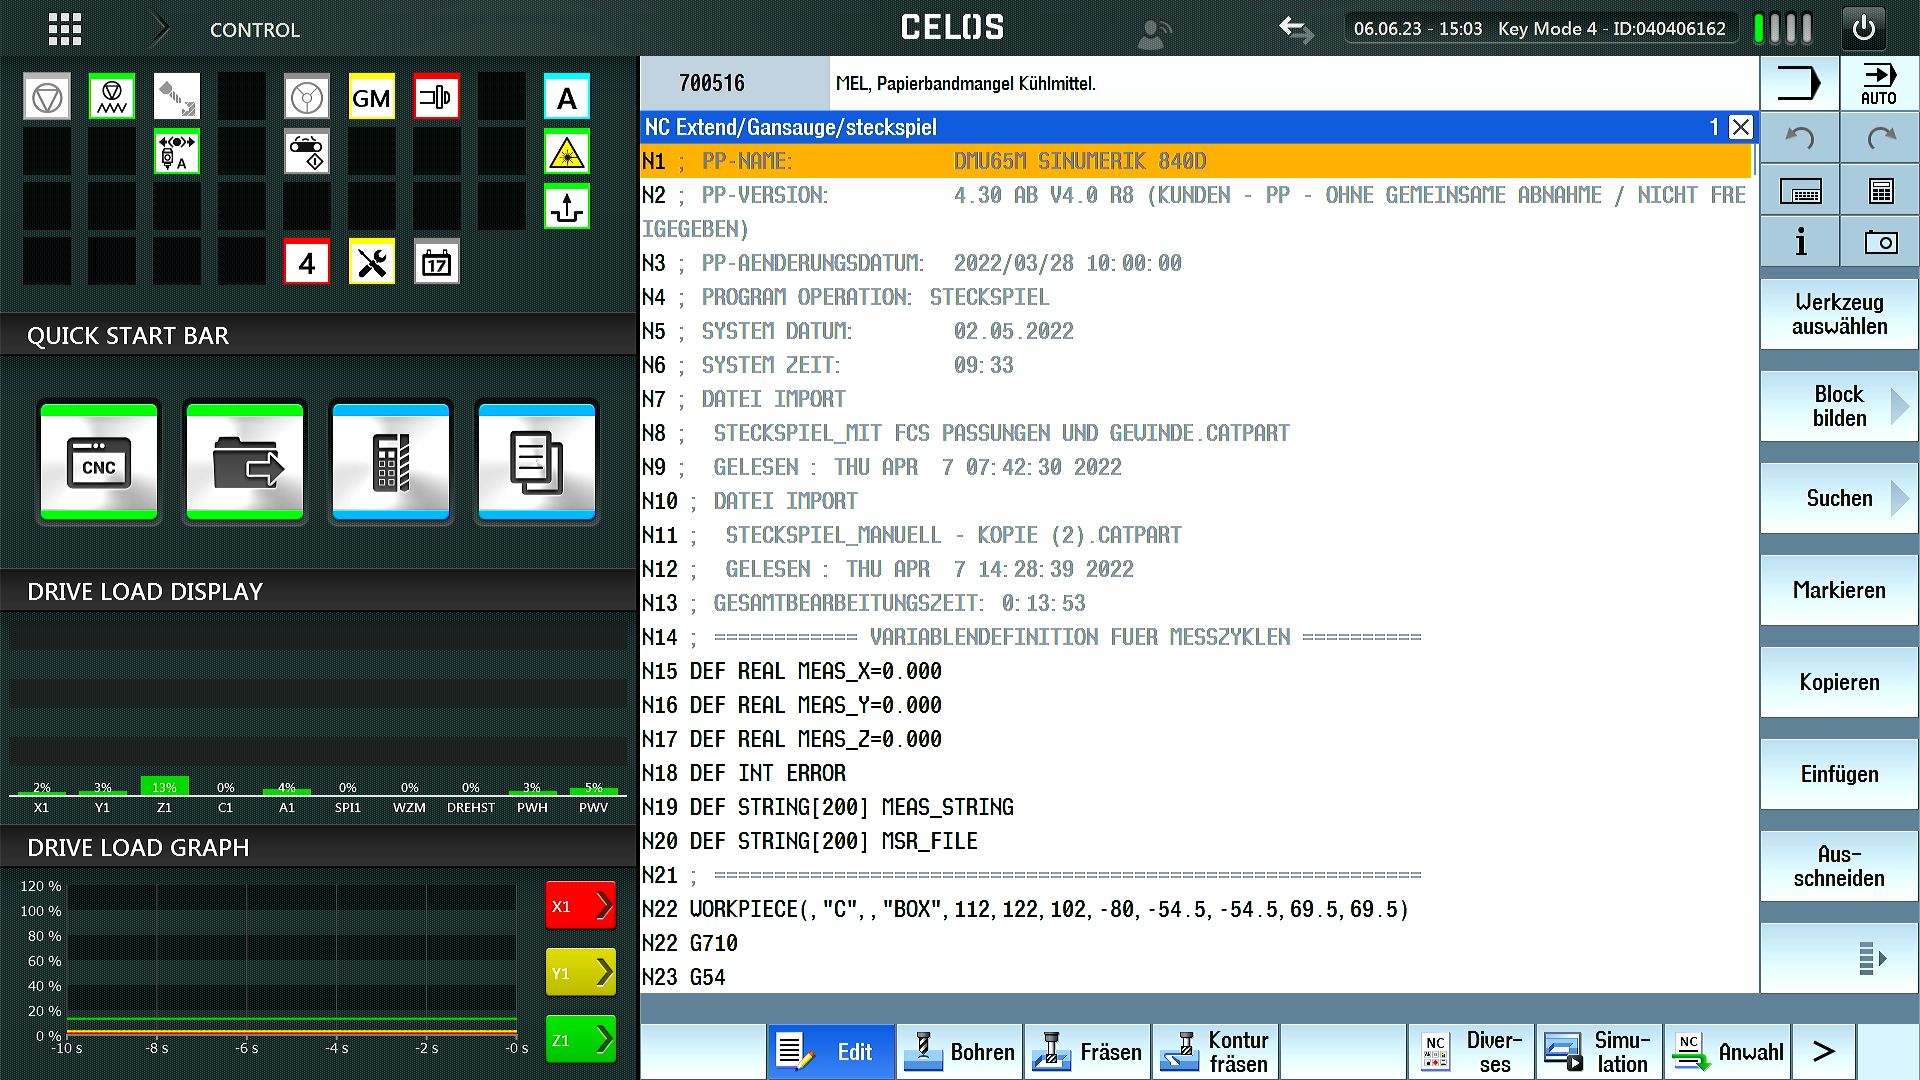 CONTROL
CELOS
06.06.23 - 15:03 Key Mode 4 - ID:040406162
GM
A
A
4
17
QUICK START BAR
CNC
DRIVE LOAD DISPLAY
2% 3% 13% 0% 4% 0% 0% 0% 3% 5%
X1 Y1 Z1 C1 A1 SPI1 WZM DREHST PWH PWV
DRIVE LOAD GRAPH
120 %
100 %
80 %
60 %
40 %
20 %
0 %
-10 s -8 s -6 s -4 s -2 s -0 s
X1
Y1
Z1
700516
MEL, Papierbandmangel Kühlmittel.
NC Extend/Gansauge/steckspiel 1
N1 ; PP-NAME: DMU65M SINUMERIK 840D
N2 ; PP-VERSION: 4.30 AB V4.0 R8 (KUNDEN - PP - OHNE GEMEINSAME ABNAHME / NICHT FRE
IGEGEBEN)
N3 ; PP-AENDERUNGSDATUM: 2022/03/28 10:00:00
N4 ; PROGRAM OPERATION: STECKSPIEL
N5 ; SYSTEM DATUM: 02.05.2022
N6 ; SYSTEM ZEIT: 09:33
N7 ; DATEI IMPORT
N8 ; STECKSPIEL_MIT FCS PASSUNGEN UND GEWINDE.CATPART
N9 ; GELESEN : THU APR 7 07:42:30 2022
N10 ; DATEI IMPORT
N11 ; STECKSPIEL_MANUELL - KOPIE (2).CATPART
N12 ; GELESEN : THU APR 7 14:28:39 2022
N13 ; GESAMTBEARBEITUNGSZEIT: 0:13:53
N14 ; ============ VARIABLENDEFINITION FUER MESSZYKLEN ==========
N15 DEF REAL MEAS_X=0.000
N16 DEF REAL MEAS_Y=0.000
N17 DEF REAL MEAS_Z=0.000
N18 DEF INT ERROR
N19 DEF STRING[200] MEAS_STRING
N20 DEF STRING[200] MSR_FILE
N21 ; ===========================================================
N22 WORKPIECE(,"C",,"BOX",112,122,102,-80,-54.5,-54.5,69.5,69.5)
N22 G710
N23 G54
AUTO
i
Werkzeug
auswählen
Block
bilden
Suchen
Markieren
Kopieren
Einfügen
Aus-
schneiden
Edit
Bohren
Fräsen
Kontur
fräsen
NC
Diver-
ses
Simu-
lation
NC
Anwahl
>